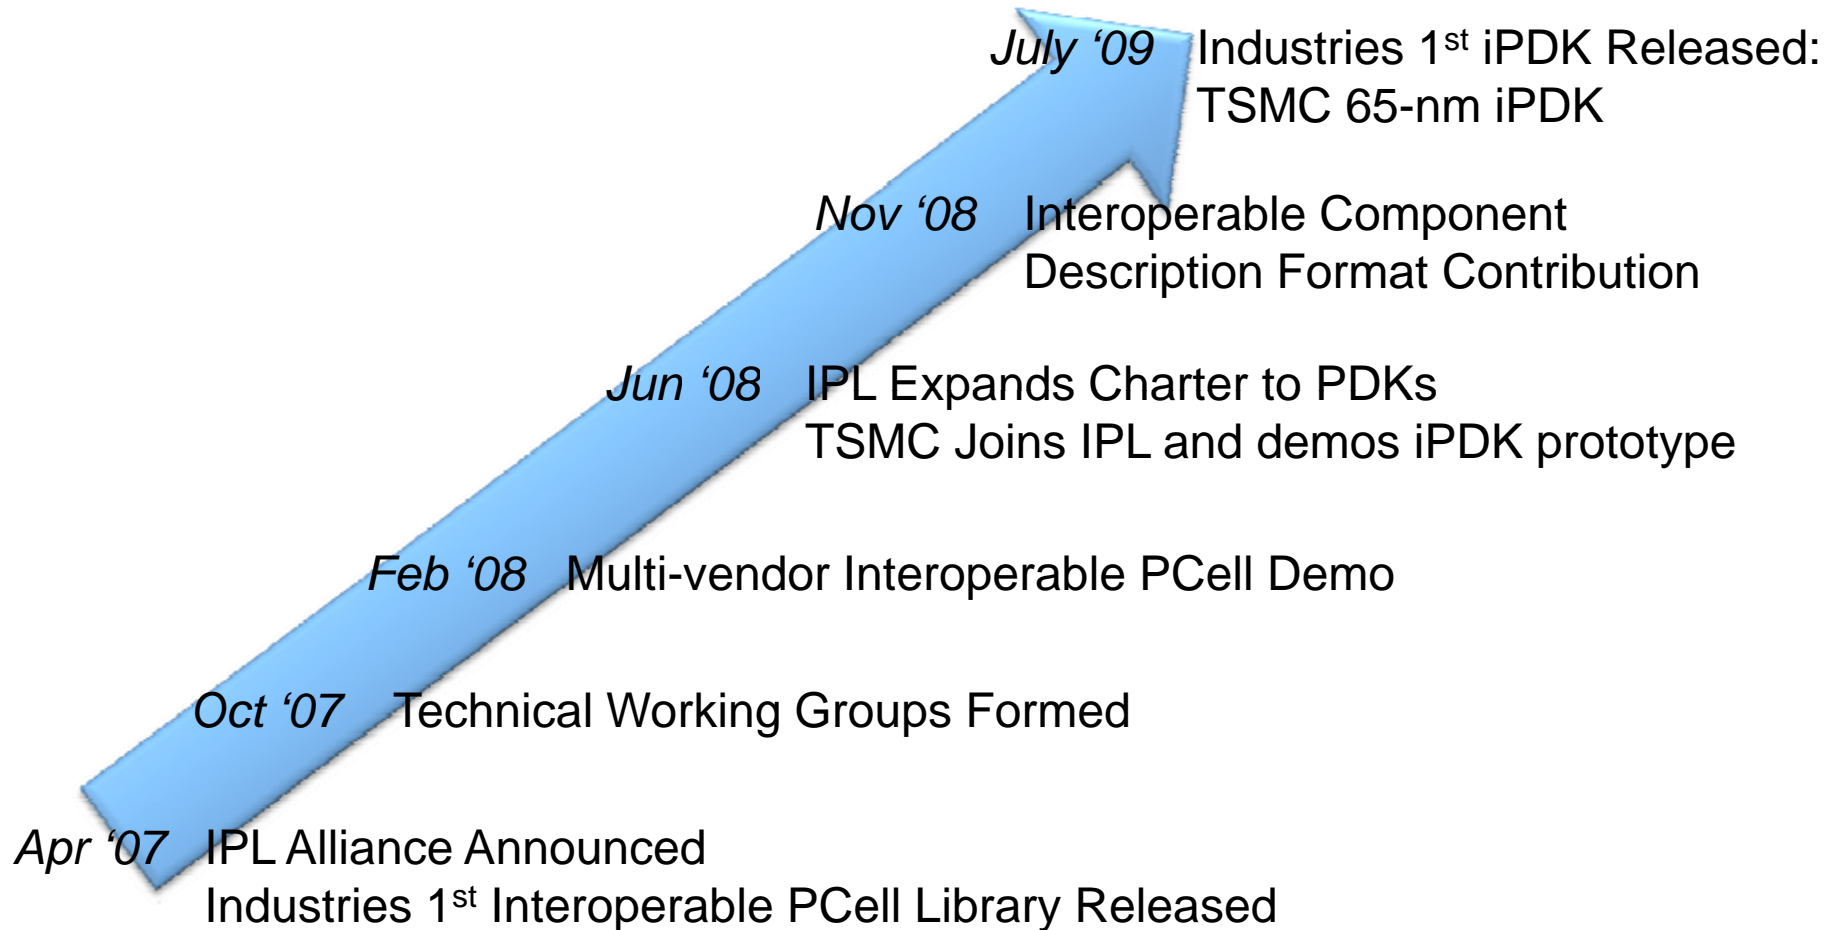 July ‘09 Industries 1st iPDK Released:
TSMC 65-nm iPDK
Nov ‘08 Interoperable Component
Description Format Contribution
Jun ‘08 IPL Expands Charter to PDKs
TSMC Joins IPL and demos iPDK prototype
Feb ‘08 Multi-vendor Interoperable PCell Demo
Oct ‘07 Technical Working Groups Formed
Apr ‘07 IPL Alliance Announced
Industries 1st Interoperable PCell Library Released